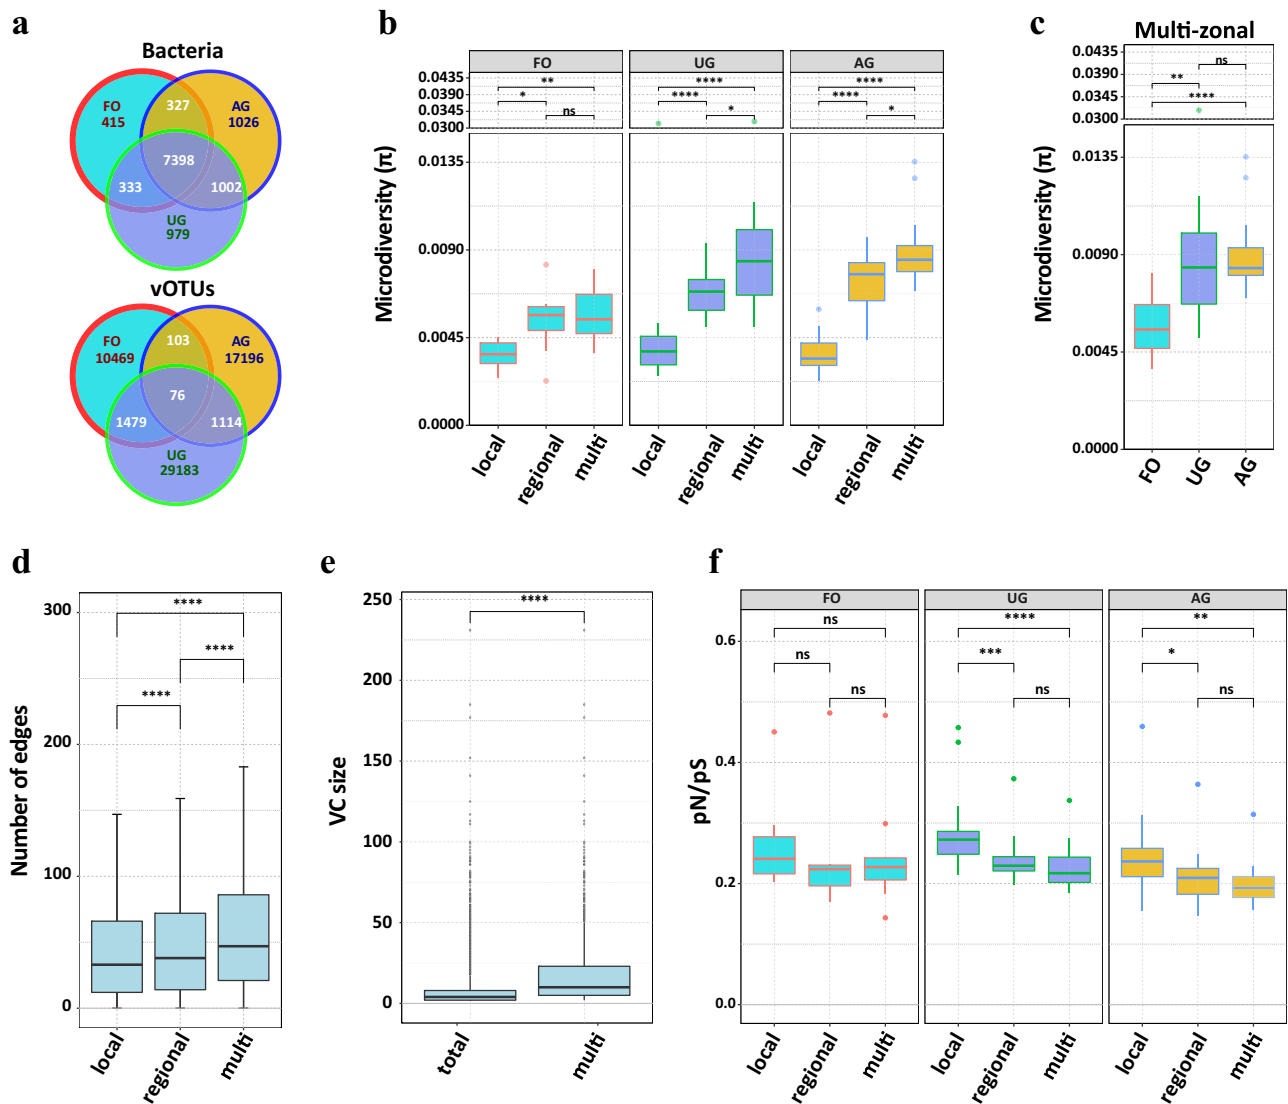 a
Bacteria
FO
415
327
AG
1026
7398
333
1002
UG
979
vOTUs
FO
10469
103
AG
17196
76
1479
1114
UG
29183
b
FO
UG
AG
Microdiversity (π)
0.0435
0.0390
0.0345
0.0300
0.0135
0.0090
0.0045
0.0000
**
*
ns
****
****
*
****
****
*
local
regional
multi
local
regional
multi
local
regional
multi
c
Multi-zonal
Microdiversity (π)
0.0435
0.0390
0.0345
0.0300
0.0135
0.0090
0.0045
0.0000
ns
**
****
FO
UG
AG
d
Number of edges
300
200
100
0
****
****
****
local
regional
multi
e
VC size
250
200
150
100
50
0
****
total
multi
f
FO
UG
AG
pN/pS
0.6
0.4
0.2
0.0
ns
ns
ns
****
***
ns
**
*
ns
local
regional
multi
local
regional
multi
local
regional
multi